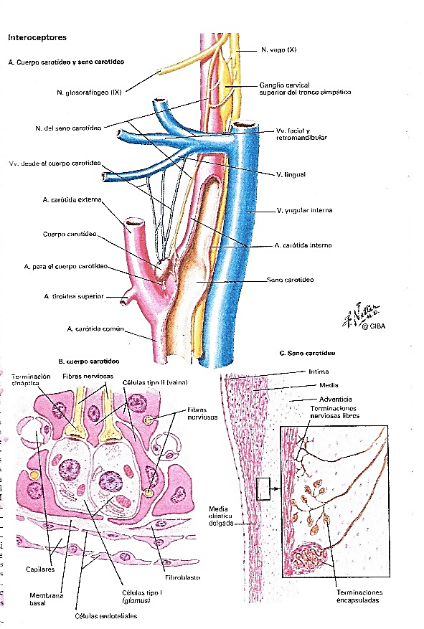 Interoceptores
A. Cuerpo carotídeo y seno carotídeo
N. vago (X)
N. glosofaríngeo (IX)
Ganglio cervical
superior del tronco simpático
N. del seno carotídeo
Vv. facial y
retromandibular
Vv. desde el cuerpo carotídeo
V. lingual
A. carótida externa
V. yugular interna
Cuerpo carotídeo
A. carótida interna
A. para el cuerpo carotídeo
Seno carotídeo
A. tiroidea superior
A. carótida común
© CIBA
B. cuerpo carotídeo
C. Seno carotídeo
Terminación
sináptica
Fibras nerviosas
Células tipo II (vaina)
Fibras
nerviosas
Íntima
Media
Adventicia
Terminaciones
nerviosas libres
Media
elástica
delgada
Capilares
Membrana
basal
Células endoteliales
Células tipo I
(glomus)
Fibroblasto
Terminaciones
encapsuladas